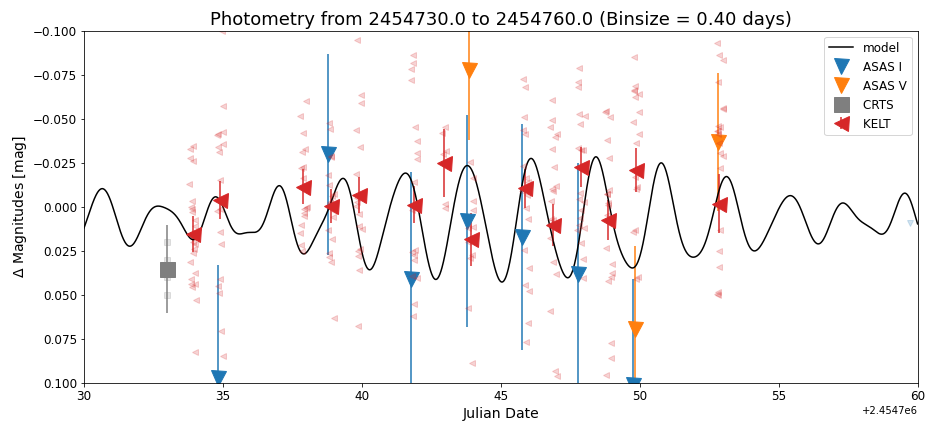 Photometry from 2454730.0 to 2454760.0 (Binsize = 0.40 days)
Δ Magnitudes [mag]
−0.100
−0.075
−0.050
−0.025
0.000
0.025
0.050
0.075
0.100
model
ASAS I
ASAS V
CRTS
KELT
30
35
40
45
50
55
60
+2.4547e6
Julian Date